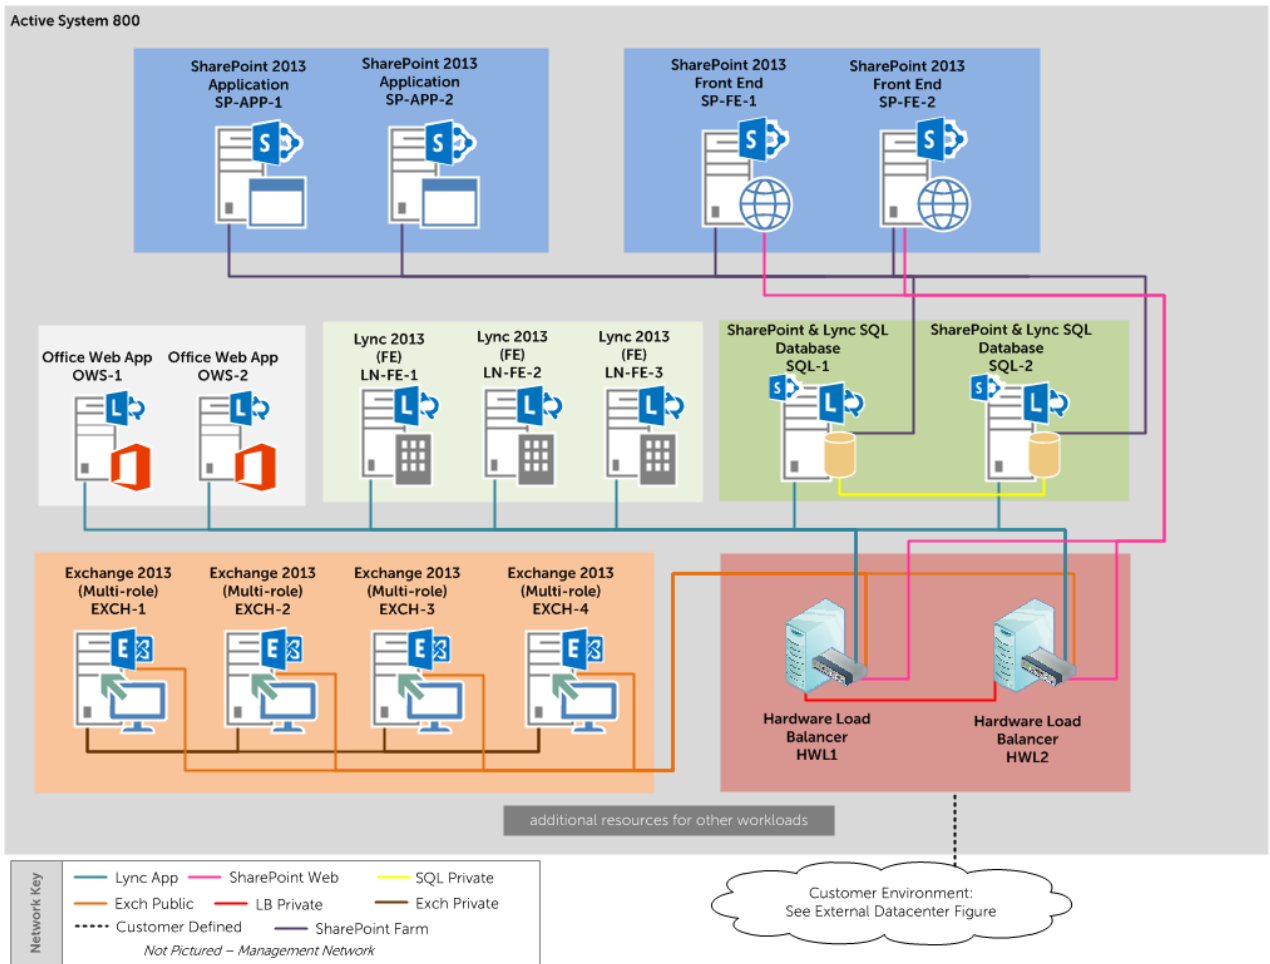 Active System 800
SharePoint 2013
Application
SP-APP-1
SharePoint 2013
Application
SP-APP-2
SharePoint 2013
Front End
SP-FE-1
SharePoint 2013
Front End
SP-FE-2
S
S
S
S
Office Web App
OWS-1
Office Web App
OWS-2
Lync 2013
(FE)
LN-FE-1
Lync 2013
(FE)
LN-FE-2
Lync 2013
(FE)
LN-FE-3
SharePoint & Lync SQL
Database
SQL-1
SharePoint & Lync SQL
Database
SQL-2
L
L
L
L
L
S
L
S
L
Exchange 2013
(Multi-role)
EXCH-1
Exchange 2013
(Multi-role)
EXCH-2
Exchange 2013
(Multi-role)
EXCH-3
Exchange 2013
(Multi-role)
EXCH-4
E
E
E
E
Hardware Load
Balancer
HWL1
Hardware Load
Balancer
HWL2
additional resources for other workloads
Network Key
Lync App
SharePoint Web
SQL Private
Exch Public
LB Private
Exch Private
Customer Defined
SharePoint Farm
Not Pictured – Management Network
Customer Environment:
See External Datacenter Figure